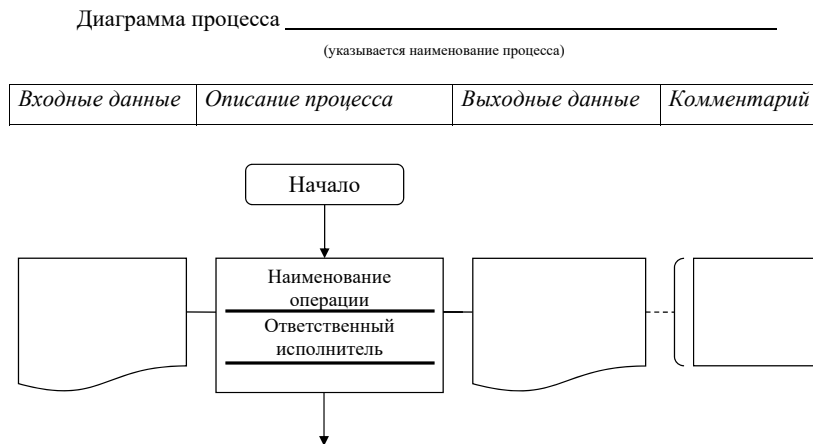 Диаграмма процесса
(указывается наименование процесса)
Входные данные Описание процесса Выходные данные Комментарий
Начало
Наименование
операции
Ответственный
исполнитель